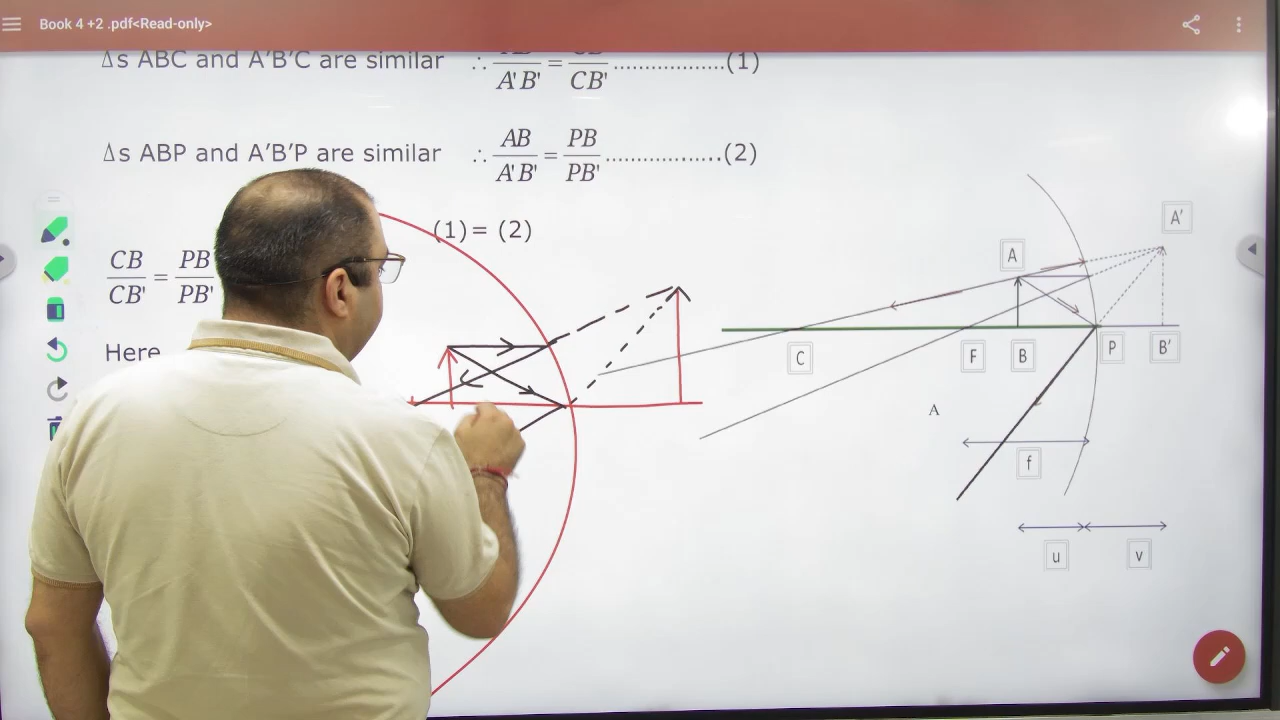 Book 4 +2 .pdf<Read-only>
Δs ABC and A'B'C are similar ∴ /A'B' = /CB' ..................(1)
Δs ABP and A'B'P are similar ∴ AB/A'B' = PB/PB' ..................(2)
(1)= (2)
CB/CB' = PB/PB'
Here
A'
A
C
F
B
P
B'
A
f
u
v